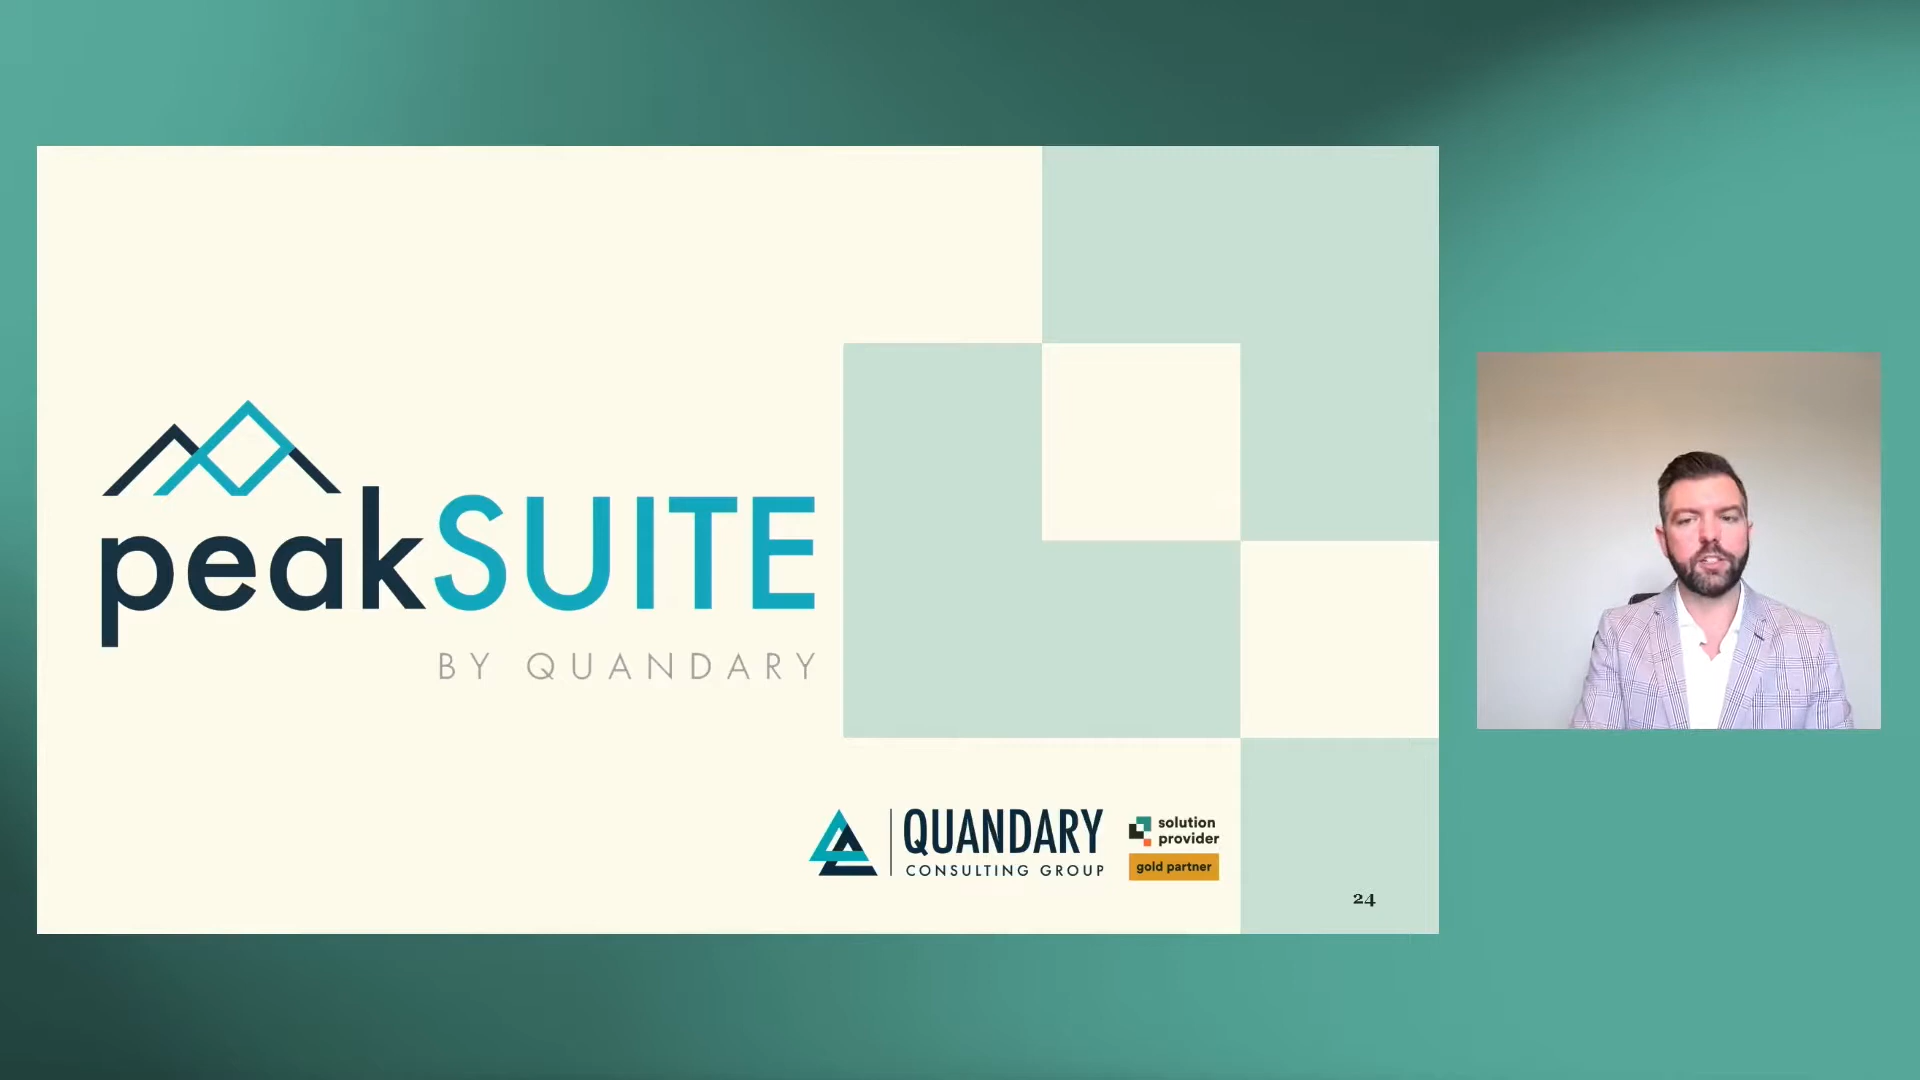 peakSUITE
BY QUANDARY
QUANDARY
CONSULTING GROUP
solution
provider
gold partner
24